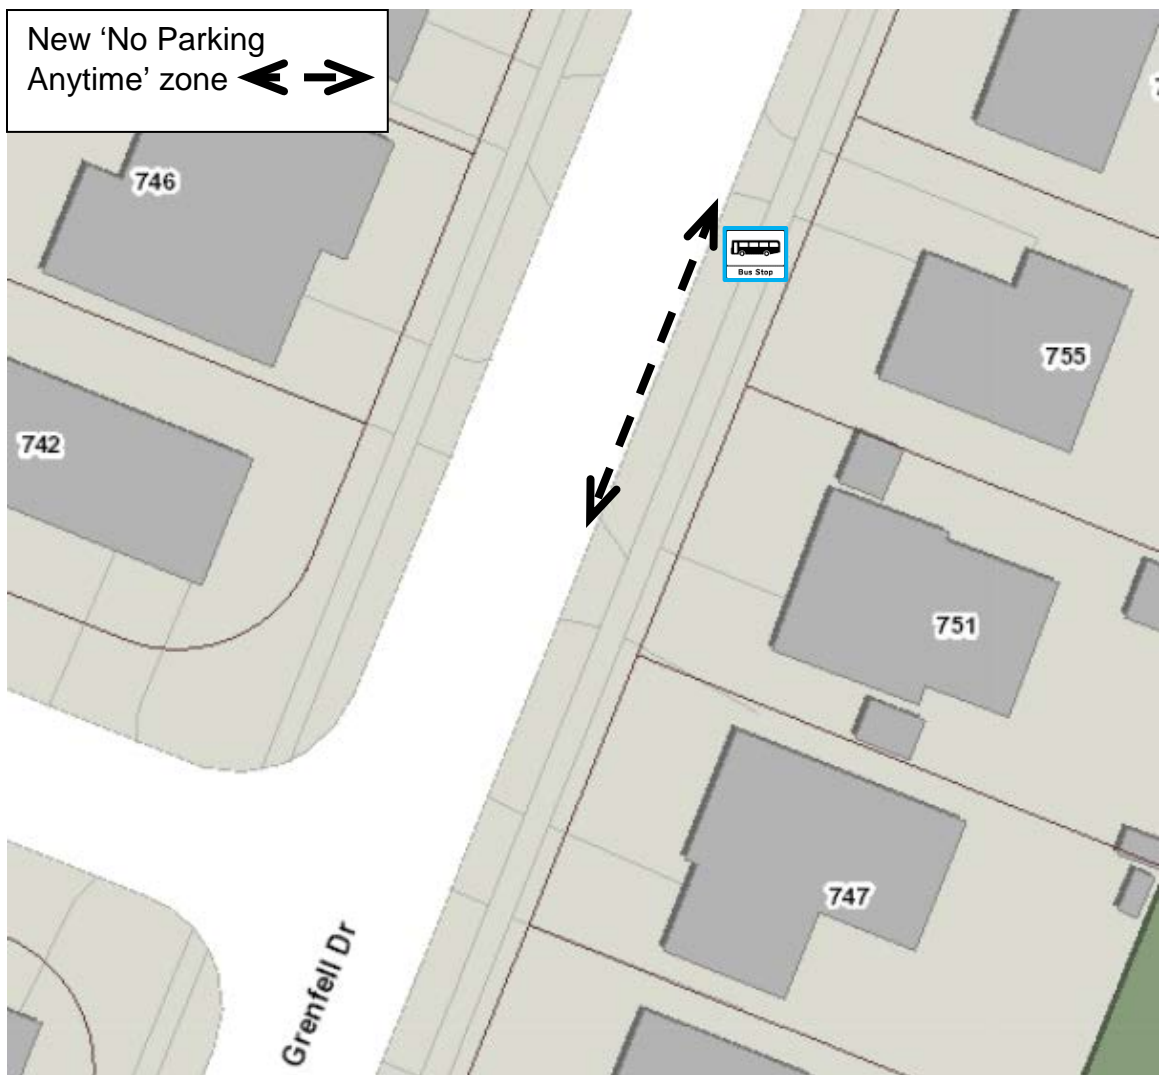 New ‘No Parking
Anytime’ zone
746
Bus Stop
755
742
751
747
Grenfell Dr